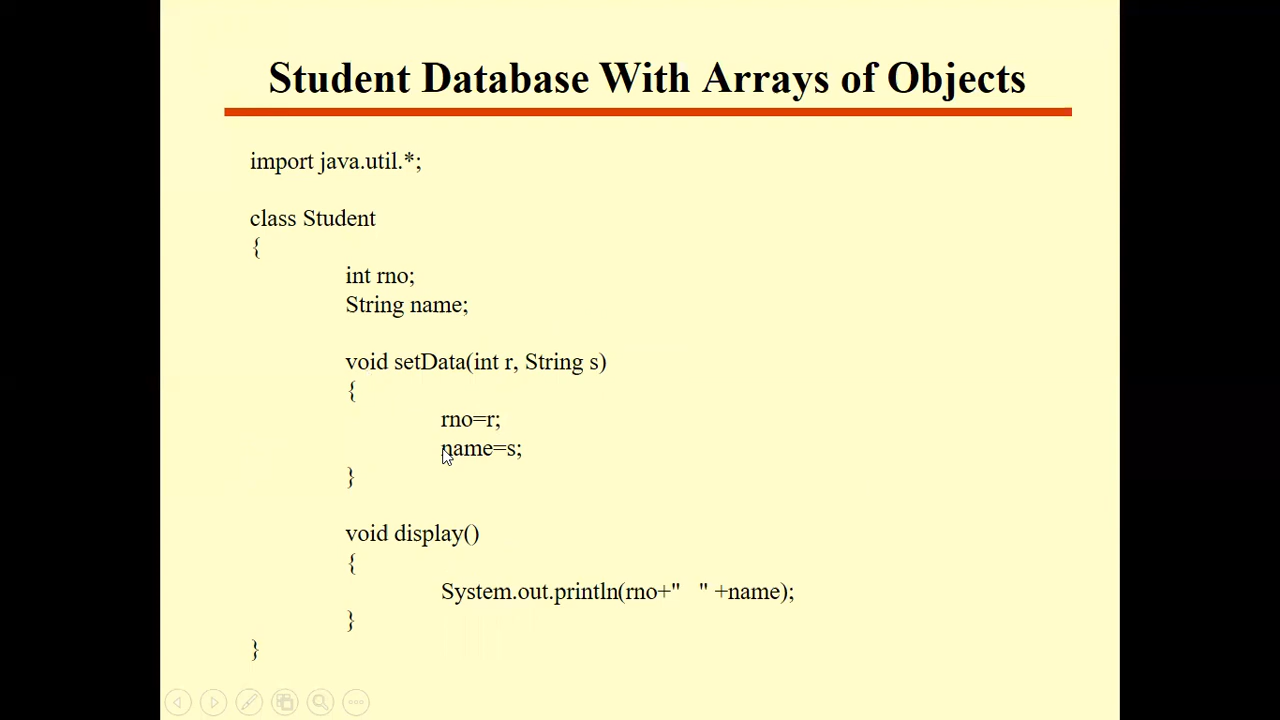 Student Database With Arrays of Objects
import java.util.*;
class Student
{
int rno;
String name;
void setData(int r, String s)
{
rno=r;
name=s;
}
void display()
{
System.out.println(rno+"   " +name);
}
}